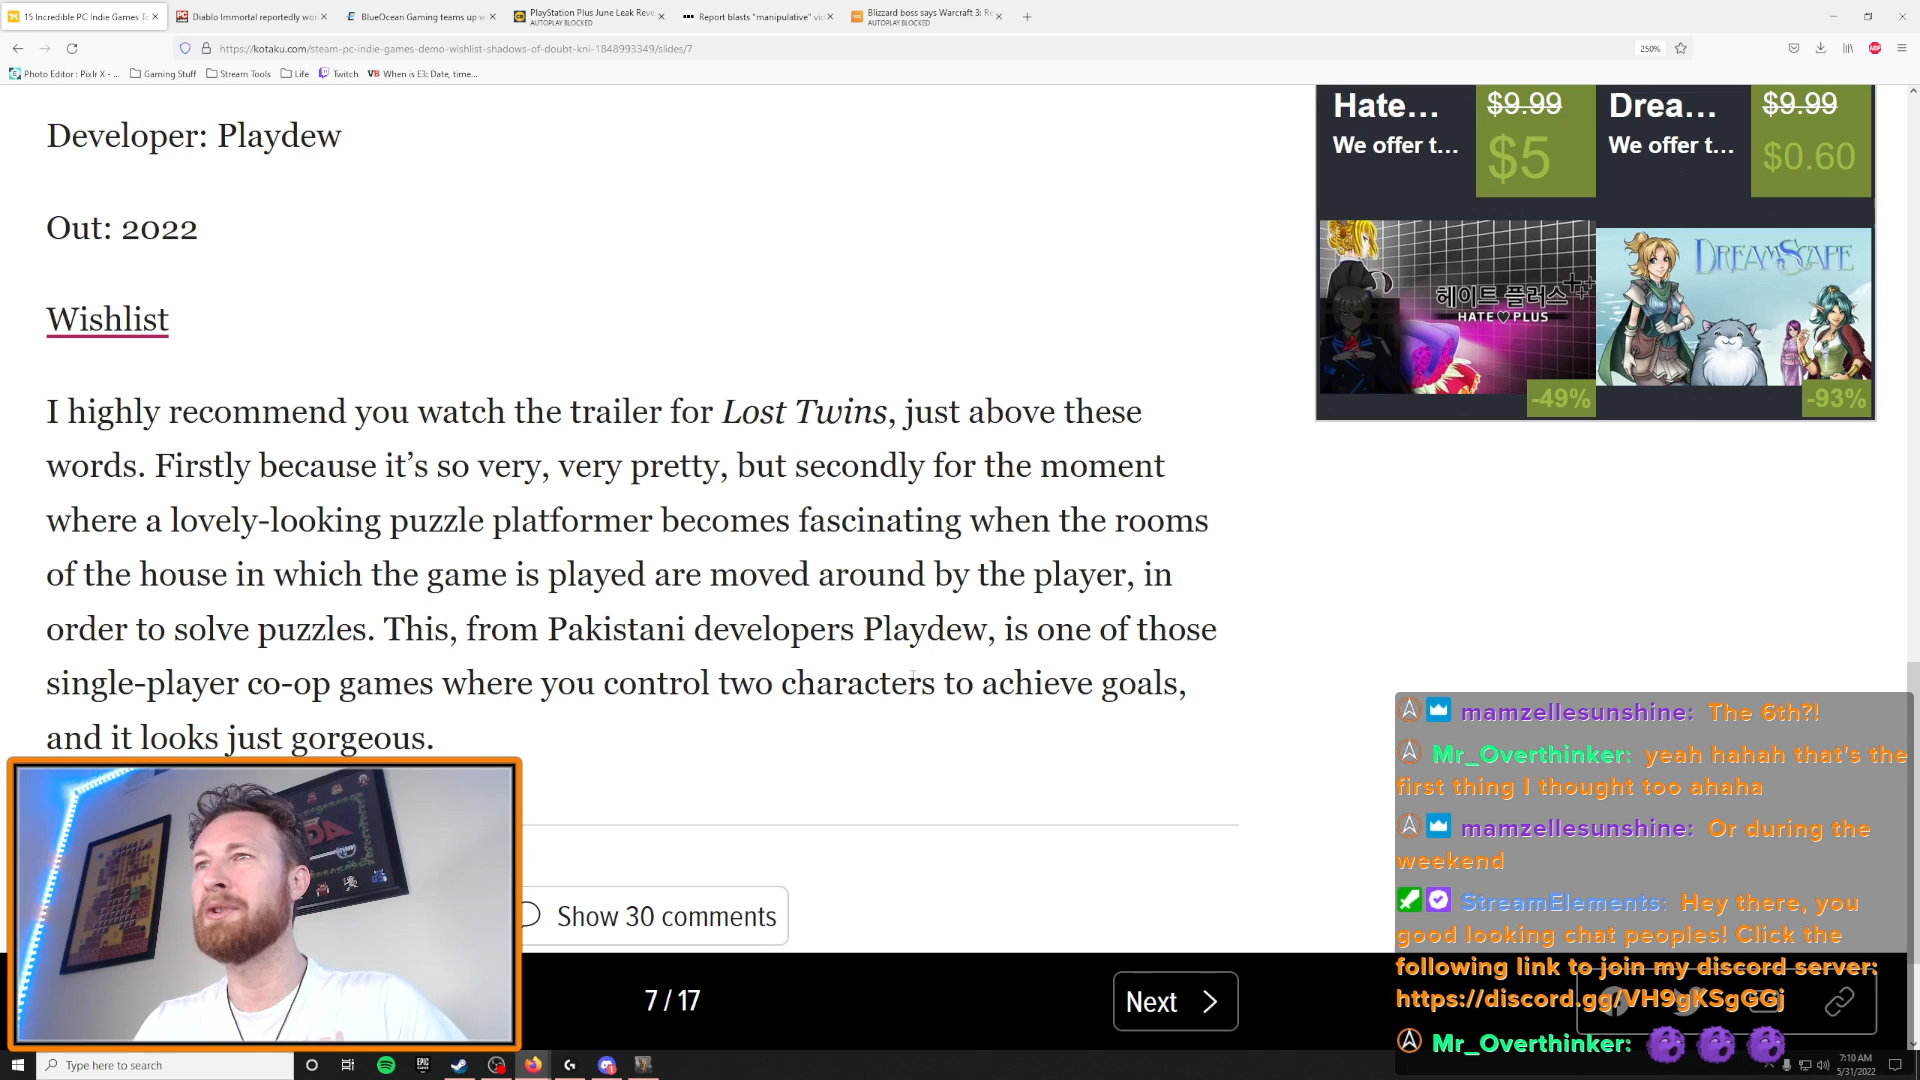 15 Incredible PC Indie Games T
Diablo Immortal reportedly won
BlueOcean Gaming teams up w
PlayStation Plus June Leak Reve
AUTOPLAY BLOCKED
Report blasts "manipulative" vi
Blizzard boss says Warcraft 3: Re
AUTOPLAY BLOCKED
https://kotaku.com/steam-pc-indie-games-demo-wishlist-shadows-of-doubt-kni-1848993349/slides/7
250%
Photo Editor : Pixlr X - ...
Gaming Stuff
Stream Tools
Life
Twitch
When is E3: Date, time...
Developer: Playdew
Out: 2022
Wishlist
I highly recommend you watch the trailer for Lost Twins, just above these
words. Firstly because it's so very, very pretty, but secondly for the moment
where a lovely-looking puzzle platformer becomes fascinating when the rooms
of the house in which the game is played are moved around by the player, in
order to solve puzzles. This, from Pakistani developers Playdew, is one of those
single-player co-op games where you control two characters to achieve goals,
and it looks just gorgeous.
Show 30 comments
7 / 17
Next
Hate...
We offer t...
$9.99
$5
Drea...
We offer t...
$9.99
$0.60
헤이트 플러스
HATE♡PLUS
-49%
DREAMSCAPE
-93%
mamzellesunshine: The 6th?!
Mr_Overthinker: yeah hahah that's the
first thing I thought too ahaha
mamzellesunshine: Or during the
weekend
StreamElements: Hey there, you
good looking chat peoples! Click the
following link to join my discord server:
https://discord.gg/VH9gKSgGGj
Mr_Overthinker:
Type here to search
7:10 AM
5/31/2022